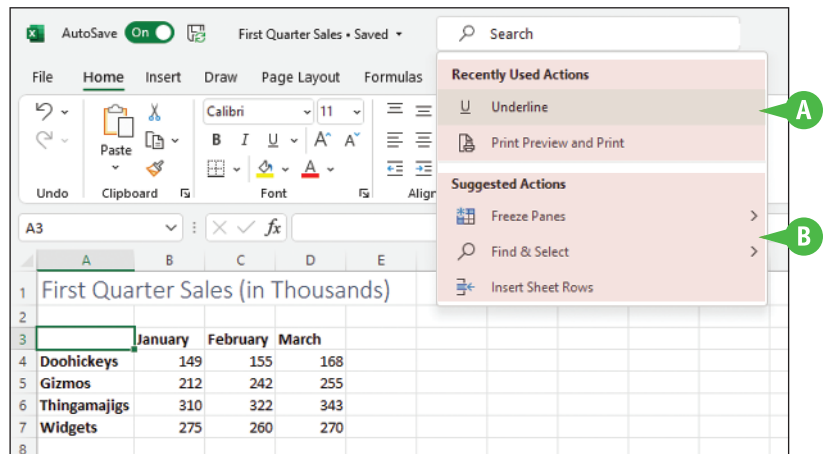 AutoSave On First Quarter Sales • Saved Search
File Home Insert Draw Page Layout Formulas
Recently Used Actions
Underline
A
Print Preview and Print
Calibri 11
B I U A A
Paste
A
Undo Clipboard Font Align
Suggested Actions
Freeze Panes
B
Find & Select
Insert Sheet Rows
A3 fx
A B C D E
1 First Quarter Sales (in Thousands)
2
3 January February March
4 Doohickeys 149 155 168
5 Gizmos 212 242 255
6 Thingamajigs 310 322 343
7 Widgets 275 260 270
8